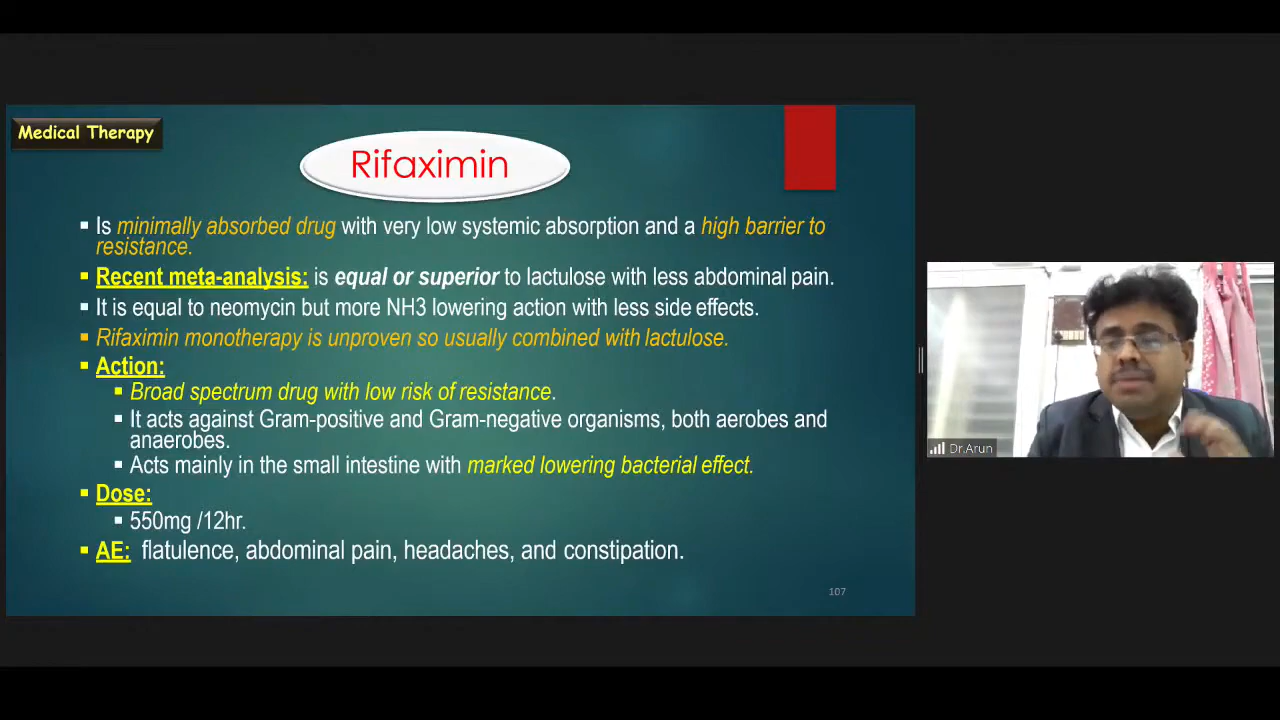 Medical Therapy
Rifaximin
▪ Is minimally absorbed drug with very low systemic absorption and a high barrier to
resistance.
▪ Recent meta-analysis: is equal or superior to lactulose with less abdominal pain.
▪ It is equal to neomycin but more NH3 lowering action with less side effects.
▪ Rifaximin monotherapy is unproven so usually combined with lactulose.
▪ Action:
▪ Broad spectrum drug with low risk of resistance.
▪ It acts against Gram-positive and Gram-negative organisms, both aerobes and
anaerobes.
▪ Acts mainly in the small intestine with marked lowering bacterial effect.
▪ Dose:
▪ 550mg /12hr.
▪ AE: flatulence, abdominal pain, headaches, and constipation.
107
Dr.Arun